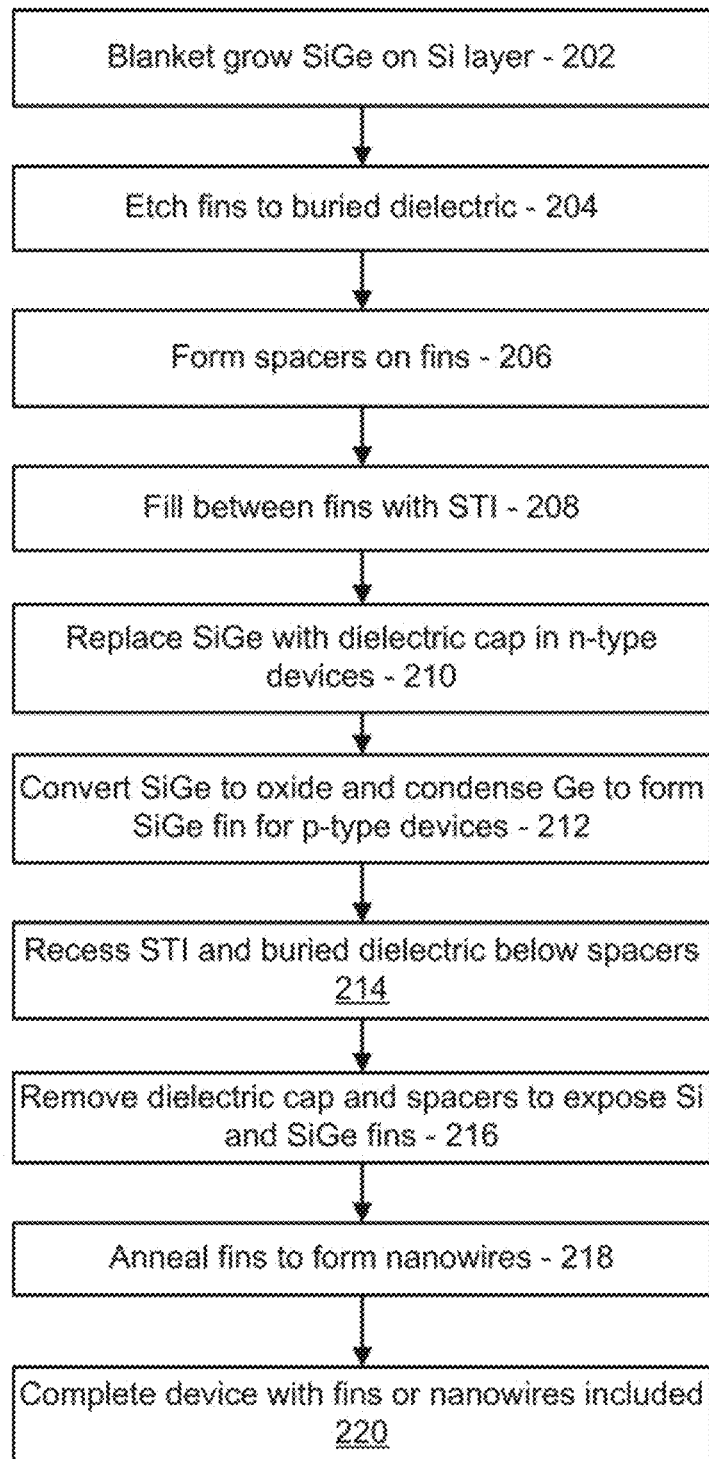 Blanket grow SiGe on Si layer - 202
Etch fins to buried dielectric - 204
Form spacers on fins - 206
Fill between fins with STI - 208
Replace SiGe with dielectric cap in n-type
devices - 210
Convert SiGe to oxide and condense Ge to form
SiGe fin for p-type devices - 212
Recess STI and buried dielectric below spacers
214
Remove dielectric cap and spacers to expose Si
and SiGe fins - 216
Anneal fins to form nanowires - 218
Complete device with fins or nanowires included
220